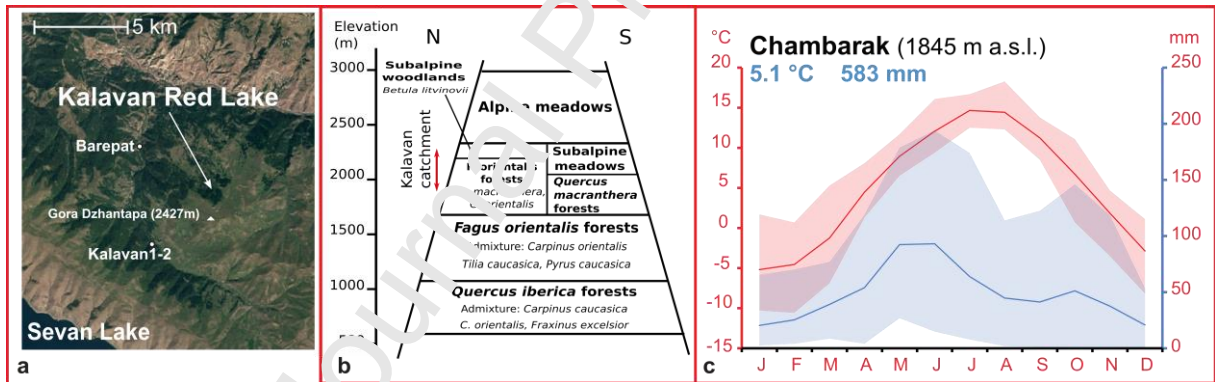 5 km
Kalavan Red Lake
Barepat
Gora Dzhantapa (2427m)
Kalavan1-2
Sevan Lake
a
Elevation
(m)
N
S
3000
2500
2000
1500
1000
Subalpine
woodlands
Betula litvinovii
Alpine meadows
Kalavan
catchment
Subalpine
meadows
forests
Quercus
macranthera
forests
Fagus orientalis forests
Admixture: Carpinus orientalis
Tilia caucasica, Pyrus caucasica
Quercus iberica forests
Admixture: Carpinus caucasica
C. orientalis, Fraxinus excelsior
b
°C
Chambarak (1845 m a.s.l.)
mm
5.1 °C 583 mm
20
15
10
5
0
-5
-10
-15
250
200
150
100
50
0
J F M A M J J A S O N D
c
Journal